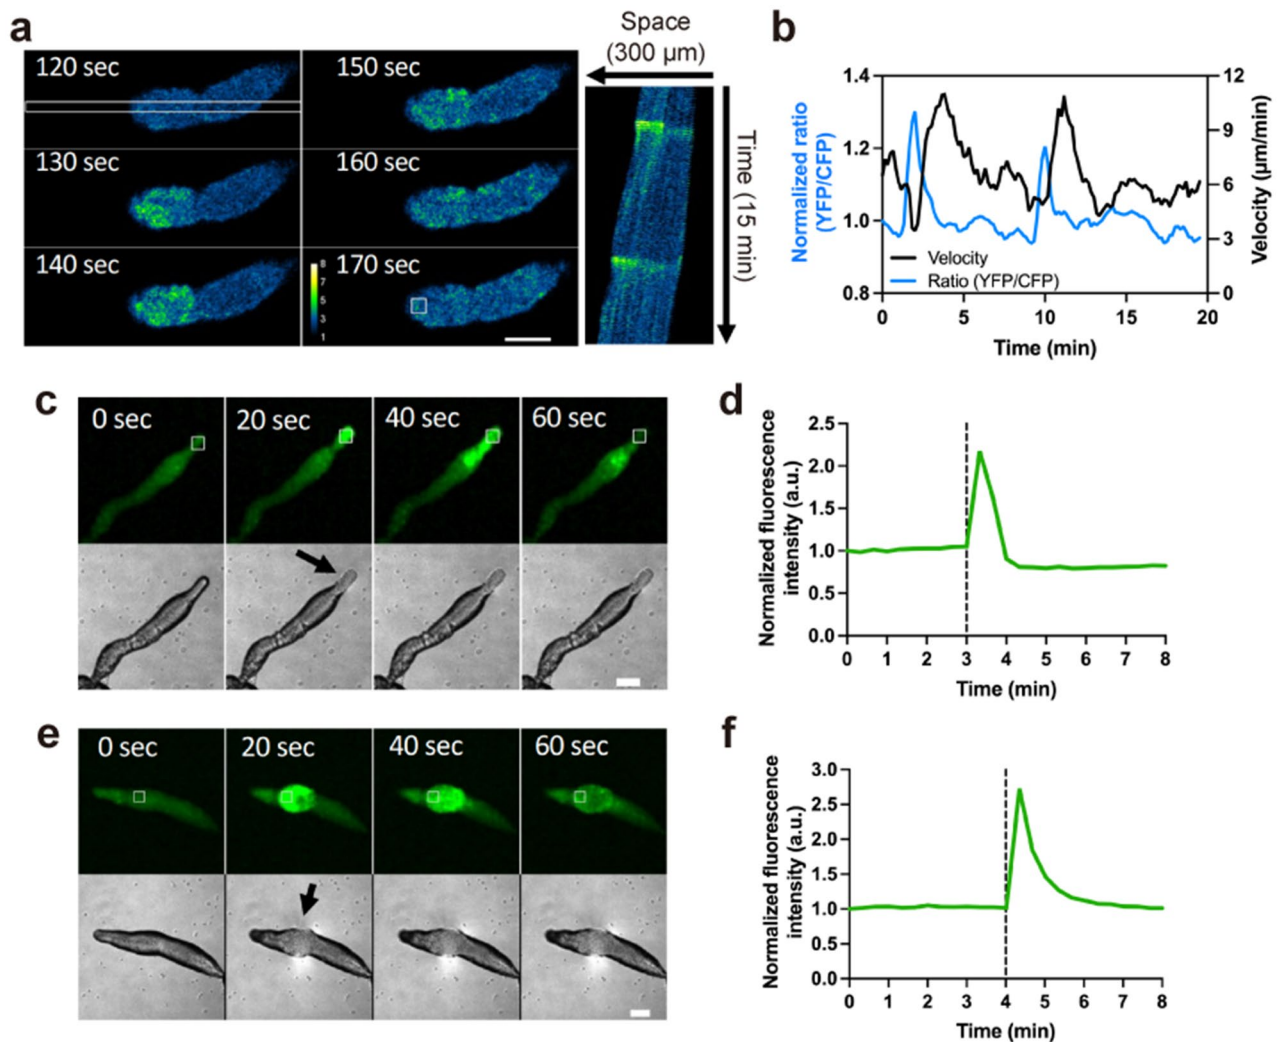 a
120 sec
150 sec
130 sec
160 sec
140 sec
170 sec
8
7
5
3
1
Space
(300 µm)
Time (15 min)
b
Normalized ratio
(YFP/CFP)
1.4
1.2
1.0
0.8
12
9
6
3
0
Velocity (µm/min)
Velocity
Ratio (YFP/CFP)
0 5 10 15 20
Time (min)
c
0 sec 20 sec 40 sec 60 sec
d
Normalized fluorescence
intensity (a.u.)
2.5
2.0
1.5
1.0
0.5
0.0
0 1 2 3 4 5 6 7 8
Time (min)
e
0 sec 20 sec 40 sec 60 sec
f
Normalized fluorescence
intensity (a.u.)
3.0
2.5
2.0
1.5
1.0
0.5
0.0
0 1 2 3 4 5 6 7 8
Time (min)